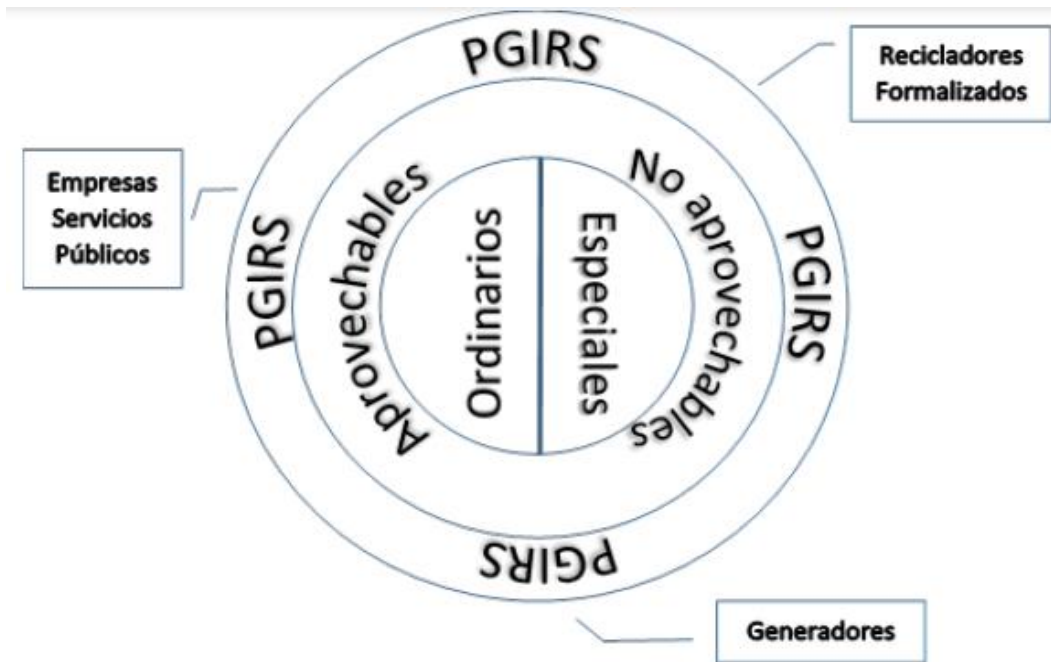 PGIRS
Recicladores
Formalizados
Empresas
Servicios
Públicos
PGIRS
Aprovechables
Ordinarios
Especiales
No aprovechables
PGIRS
PGIRS
Generadores